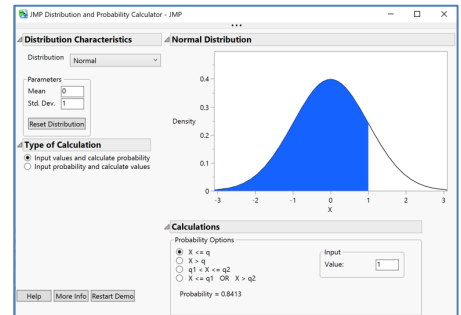 JMP Distribution and Probability Calculator - JMP
Distribution Characteristics
Distribution Normal
Parameters
Mean 0
Std. Dev. 1
Reset Distribution
Type of Calculation
Input values and calculate probability
Input probability and calculate values
Help More Info Restart Demo
Normal Distribution
0.4
0.3
Density
0.2
0.1
0
-3 -2 -1 0 1 2 3
X
Calculations
Probability Options
X <= q
X > q
q1 < X <= q2
X <= q1 OR X > q2
Probability = 0.8413
Input
Value: 1